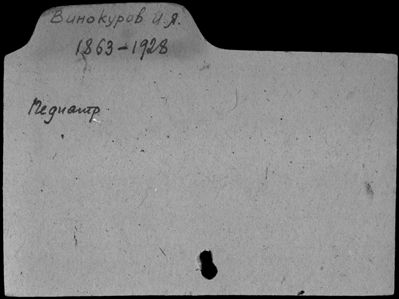 Винокуров И.Я.
1863-1928
Педиатр